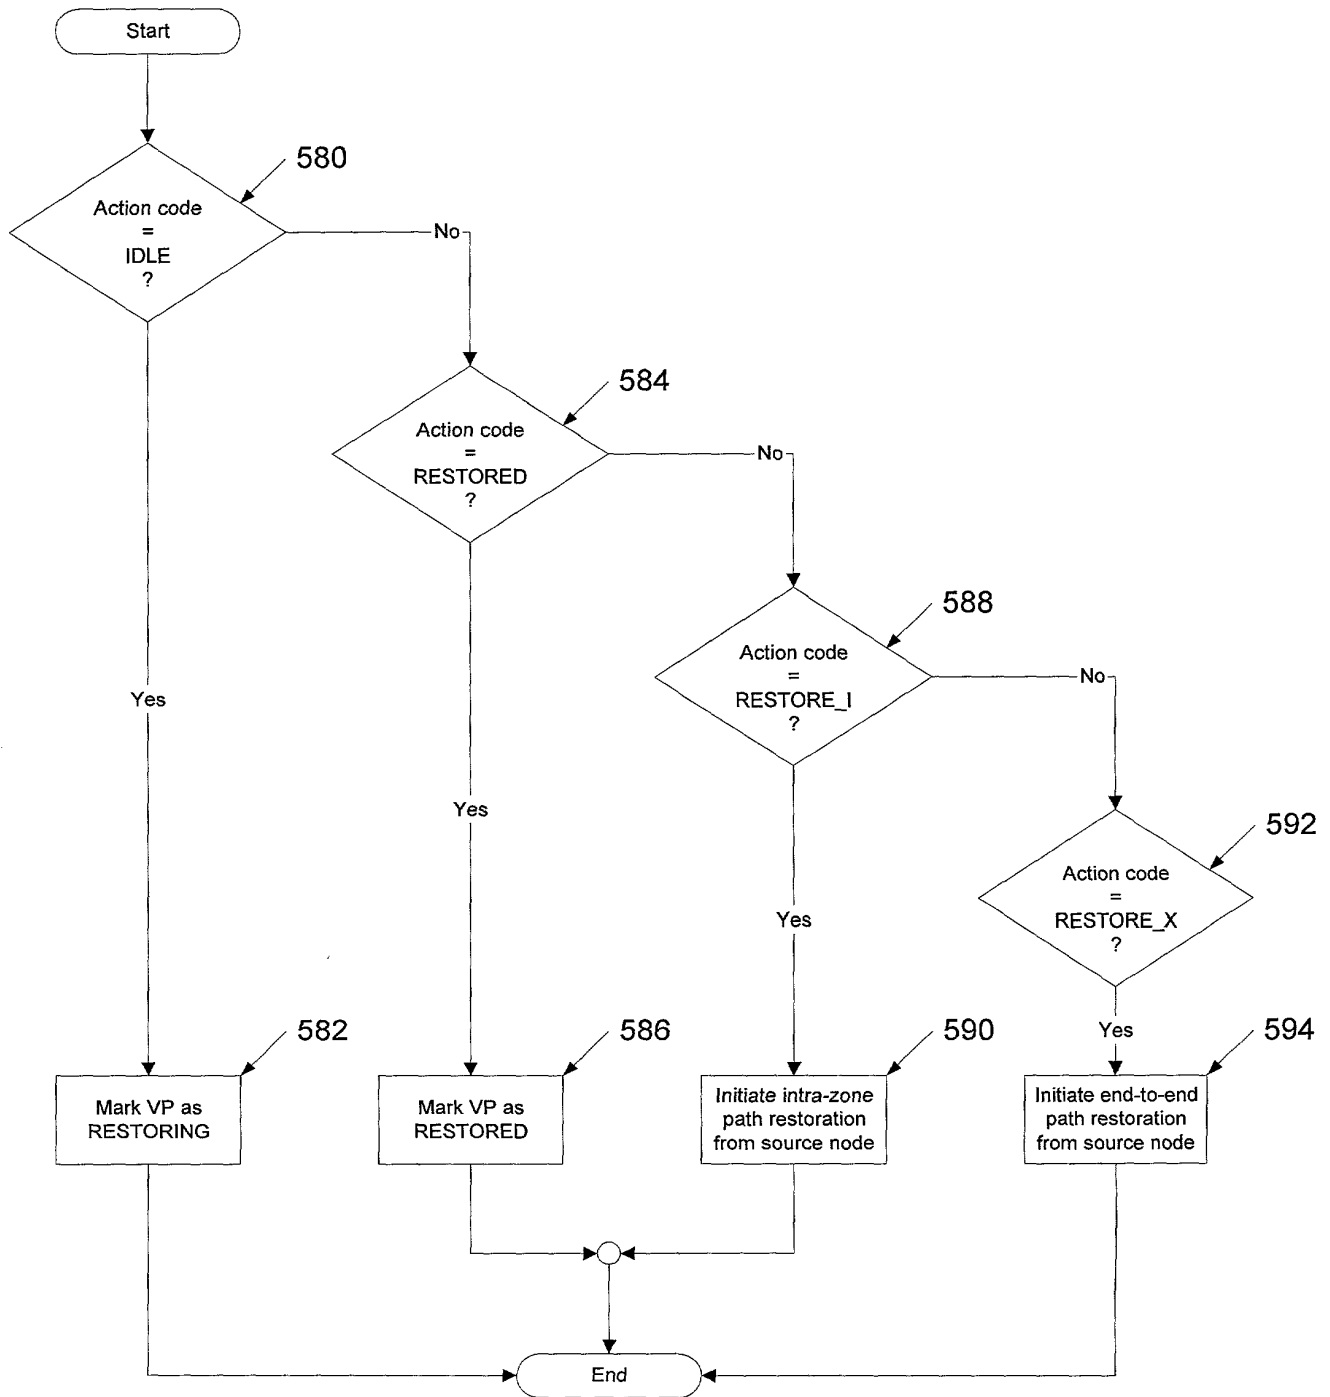 Start
580
Action code
=
IDLE
?
No
584
Action code
=
RESTORED
?
No
588
Action code
=
RESTORE_I
?
No
592
Action code
=
RESTORE_X
?
Yes
Yes
Yes
Yes
582
Mark VP as
RESTORING
586
Mark VP as
RESTORED
590
Initiate intra-zone
path restoration
from source node
594
Initiate end-to-end
path restoration
from source node
End